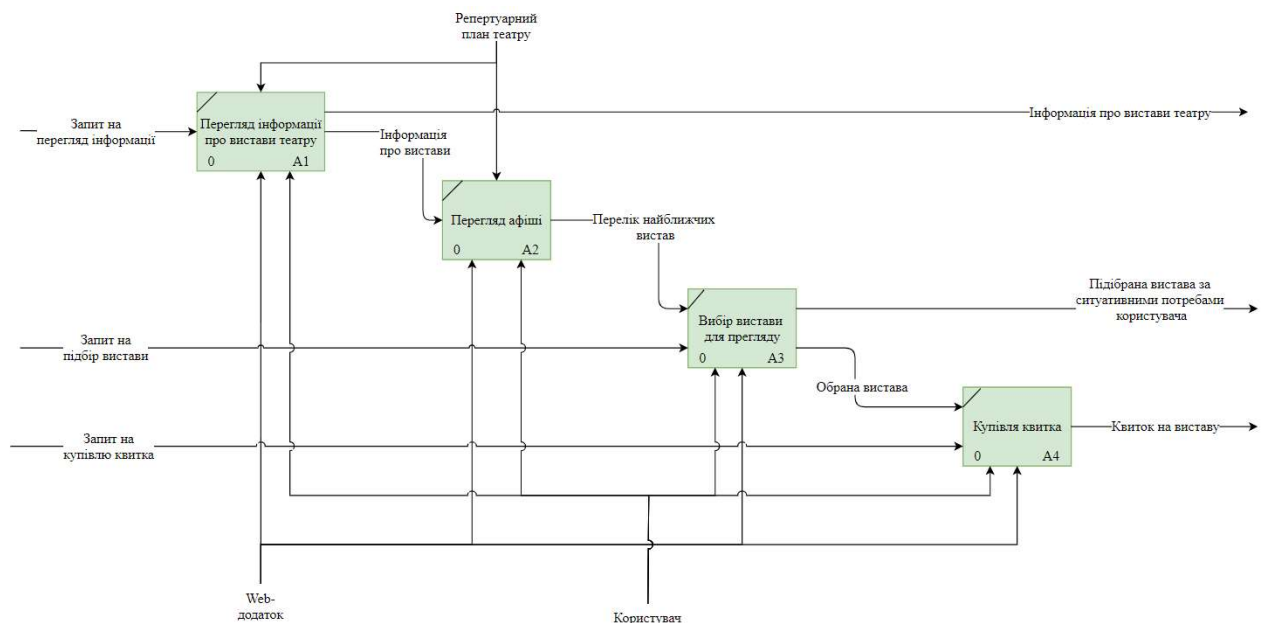 Репертуарний
план театру
Запит на
перегляд інформації
Перегляд інформації
про вистави театру
0 A1
Інформація про вистави театру
Інформація
про вистави
Перегляд афіші
0 A2
Перелік найближчих
вистав
Запит на
підбір вистави
Вибір вистави
для прегляду
0 A3
Підібрана вистава за
ситуативними потребами
користувача
Обрана вистава
Запит на
купівлю квитка
Купівля квитка
0 A4
Квиток на виставу
Web-
додаток
Користувач